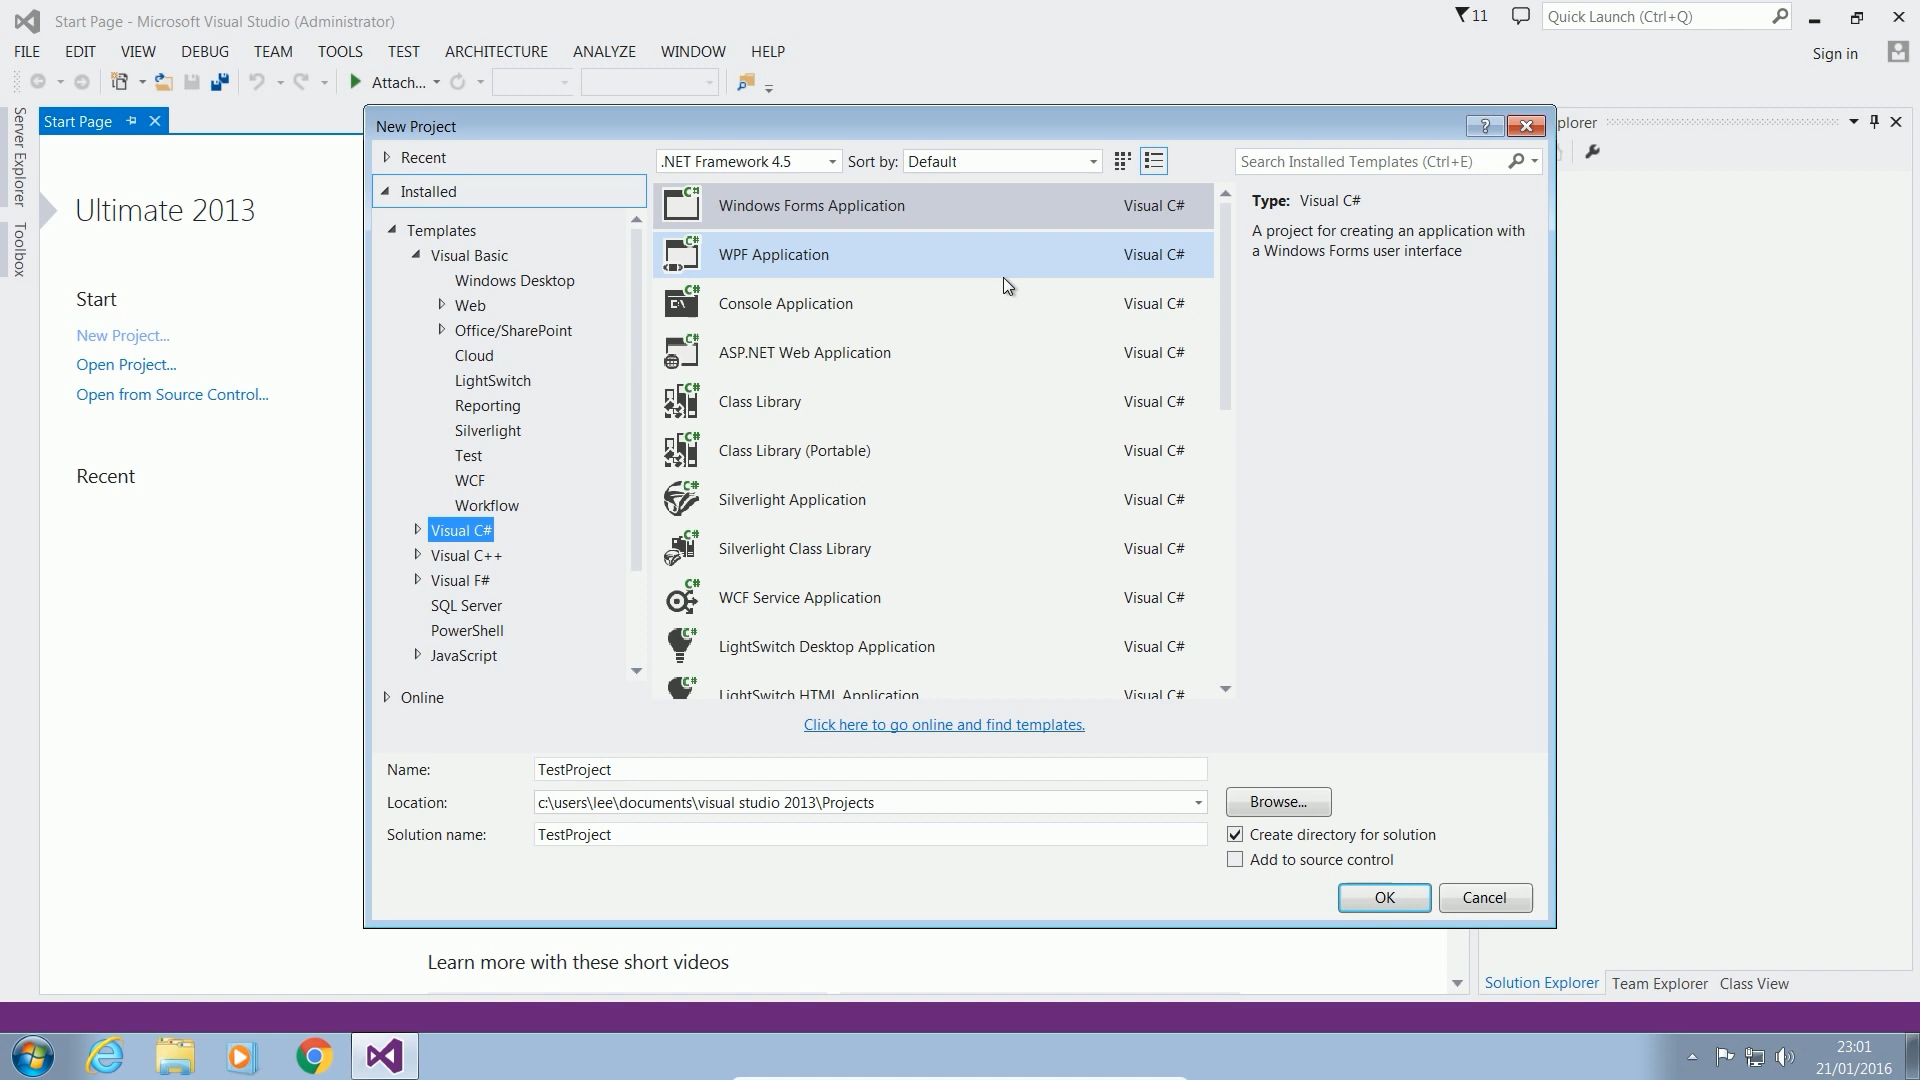 Start Page - Microsoft Visual Studio (Administrator)
11
Quick Launch (Ctrl+Q)
FILE EDIT VIEW DEBUG TEAM TOOLS TEST ARCHITECTURE ANALYZE WINDOW HELP
Sign in
Attach...
Server Explorer
Toolbox
Start Page
plorer
Ultimate 2013
Start
New Project...
Open Project...
Open from Source Control...
Recent
New Project
?
Recent
Installed
.NET Framework 4.5
Sort by: Default
Search Installed Templates (Ctrl+E)
Templates
Visual Basic
Windows Desktop
Web
Office/SharePoint
Cloud
LightSwitch
Reporting
Silverlight
Test
WCF
Workflow
Visual C#
Visual C++
Visual F#
SQL Server
PowerShell
JavaScript
Online
Windows Forms Application Visual C#
WPF Application Visual C#
Console Application Visual C#
ASP.NET Web Application Visual C#
Class Library Visual C#
Class Library (Portable) Visual C#
Silverlight Application Visual C#
Silverlight Class Library Visual C#
WCF Service Application Visual C#
LightSwitch Desktop Application Visual C#
LightSwitch HTML Application Visual C#
Type: Visual C#
A project for creating an application with
a Windows Forms user interface
Click here to go online and find templates.
Name: TestProject
Location: c:\users\lee\documents\visual studio 2013\Projects
Browse...
Solution name: TestProject
Create directory for solution
Add to source control
OK Cancel
Learn more with these short videos
Solution Explorer Team Explorer Class View
23:01
21/01/2016